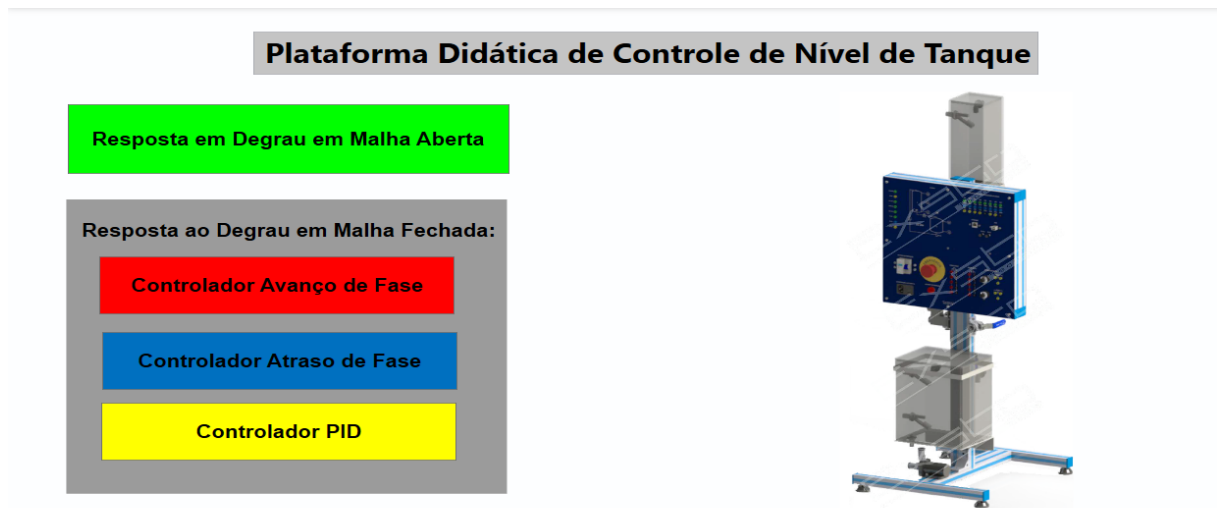 Plataforma Didática de Controle de Nível de Tanque
Resposta em Degrau em Malha Aberta
Resposta ao Degrau em Malha Fechada:
Controlador Avanço de Fase
Controlador Atraso de Fase
Controlador PID